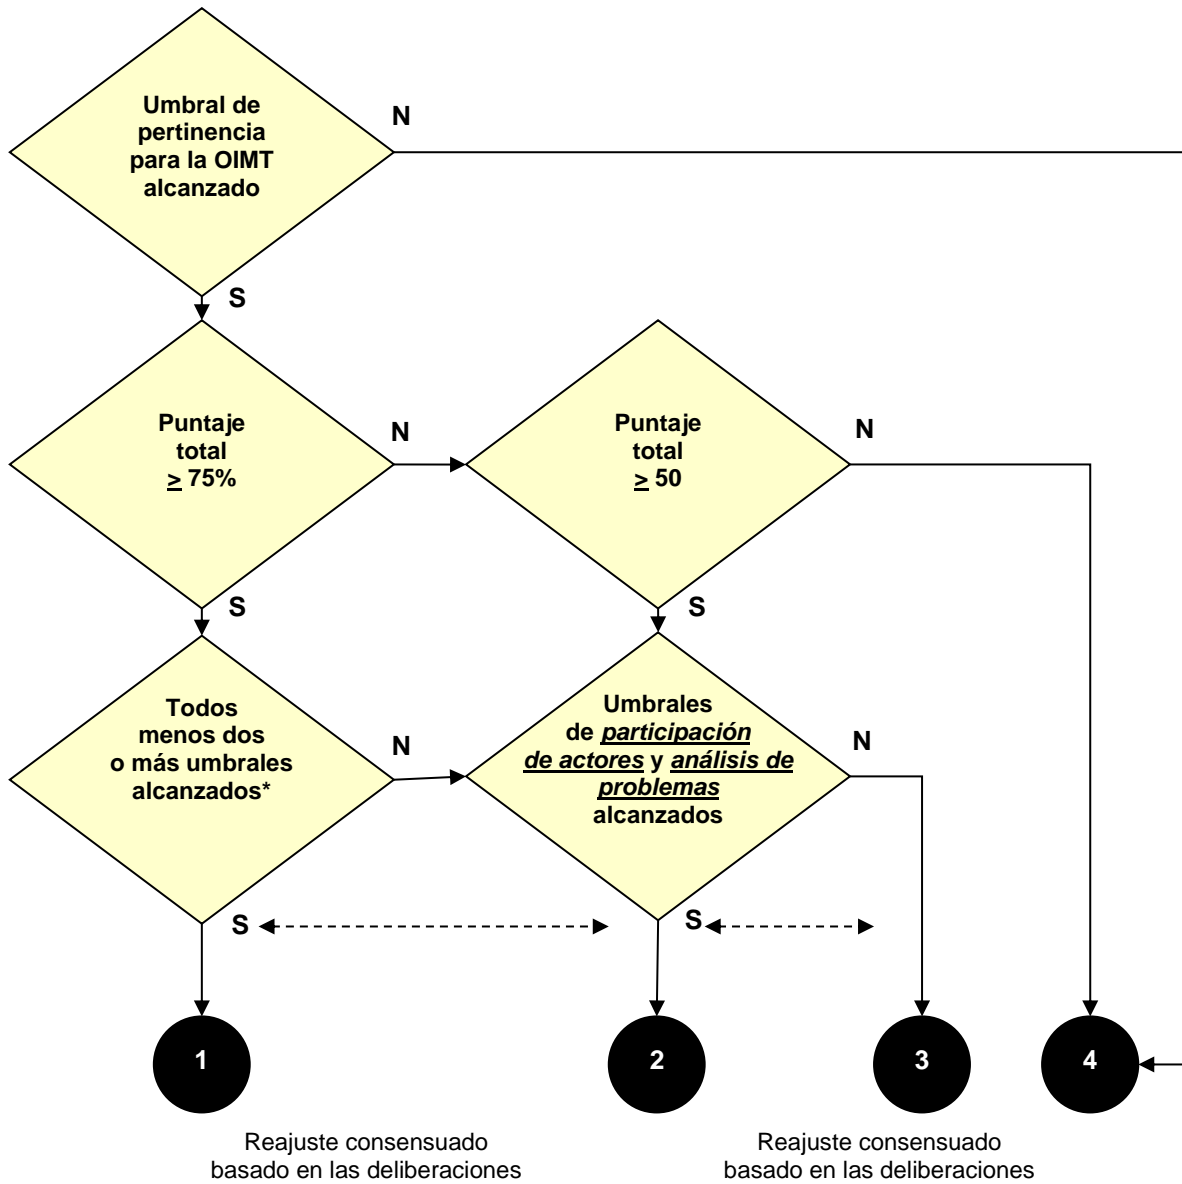 Umbral de
pertinencia
para la OIMT
alcanzado
N
S
Puntaje
total
≥ 75%
N
Puntaje
total
≥ 50
N
S
S
Todos
menos dos
o más umbrales
alcanzados*
N
Umbrales
de participación
de actores y análisis de
problemas
alcanzados
N
S
S
1
2
3
4
Reajuste consensuado
basado en las deliberaciones
Reajuste consensuado
basado en las deliberaciones